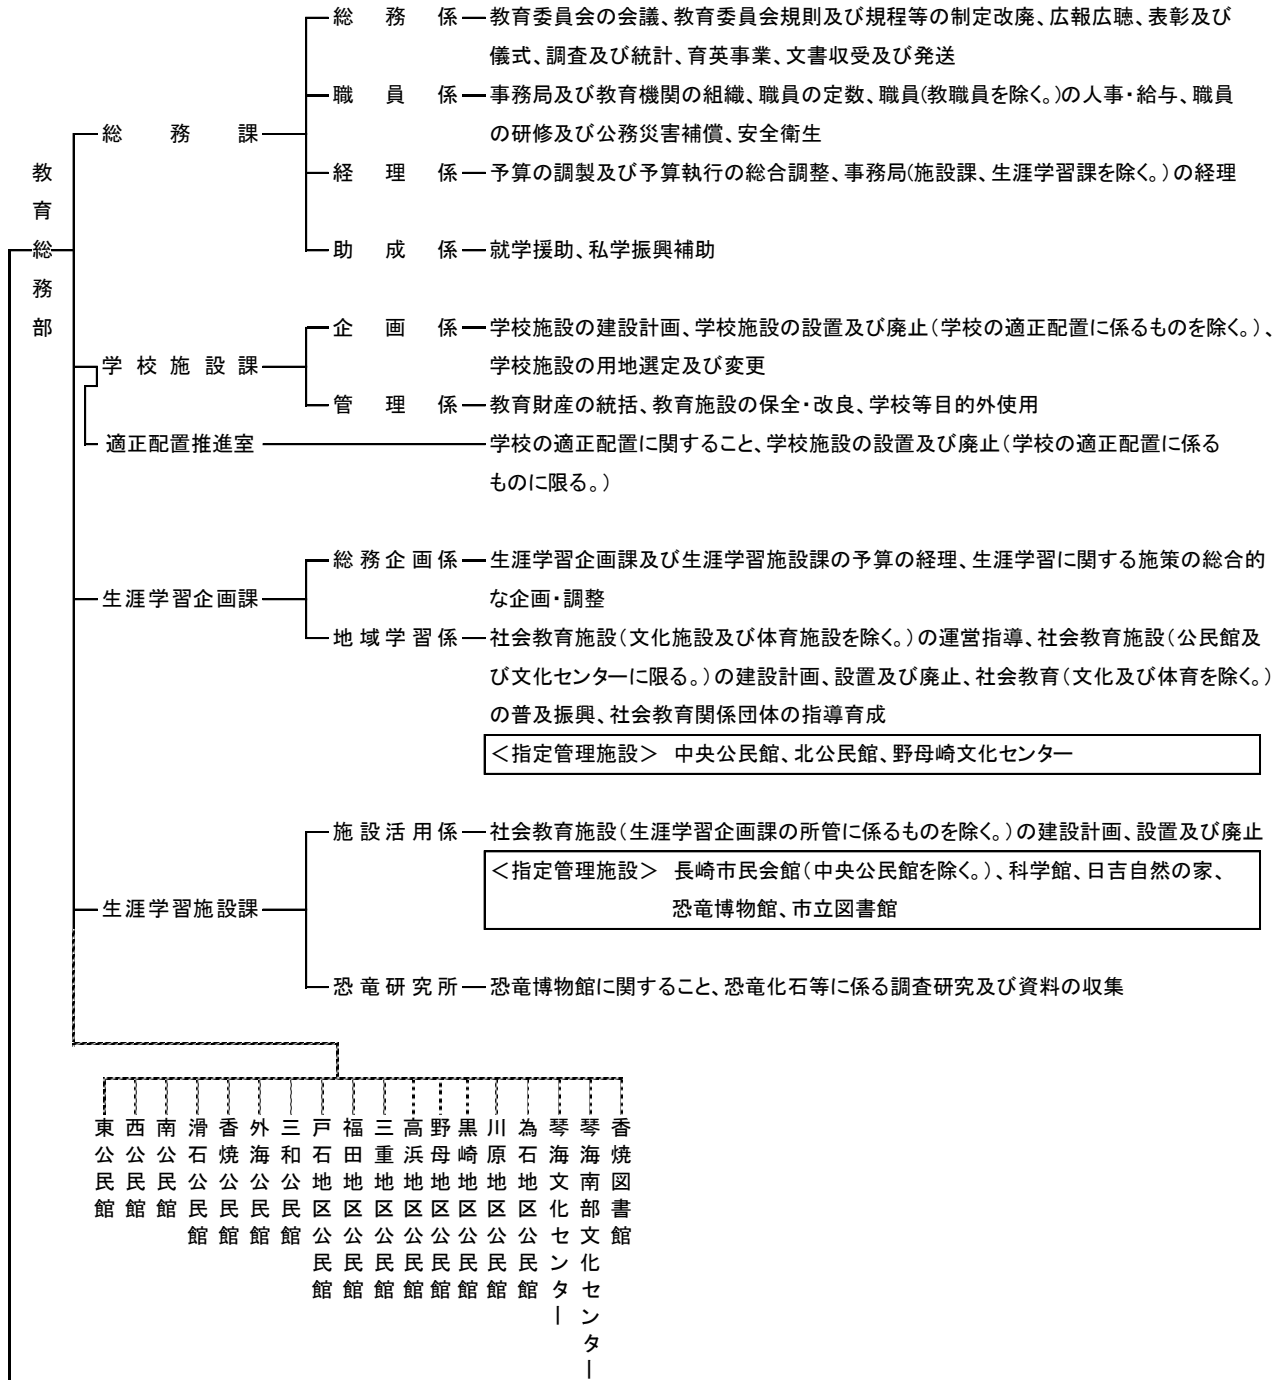 教育総務部
総務課
総務係
教育委員会の会議、教育委員会規則及び規程等の制定改廃、広報広聴、表彰及び
儀式、調査及び統計、育英事業、文書収受及び発送
職員係
事務局及び教育機関の組織、職員の定数、職員(教職員を除く。)の人事・給与、職員
の研修及び公務災害補償、安全衛生
経理係
予算の調製及び予算執行の総合調整、事務局(施設課、生涯学習課を除く。)の経理
助成係
就学援助、私学振興補助
学校施設課
企画係
学校施設の建設計画、学校施設の設置及び廃止(学校の適正配置に係るものを除く。)、
学校施設の用地選定及び変更
管理係
教育財産の統括、教育施設の保全・改良、学校等目的外使用
適正配置推進室
学校の適正配置に関すること、学校施設の設置及び廃止(学校の適正配置に係る
ものに限る。)
生涯学習企画課
総務企画係
生涯学習企画課及び生涯学習施設課の予算の経理、生涯学習に関する施策の総合的
な企画・調整
地域学習係
社会教育施設(文化施設及び体育施設を除く。)の運営指導、社会教育施設(公民館及
び文化センターに限る。)の建設計画、設置及び廃止、社会教育(文化及び体育を除く。)
の普及振興、社会教育関係団体の指導育成
<指定管理施設> 中央公民館、北公民館、野母崎文化センター
生涯学習施設課
施設活用係
社会教育施設(生涯学習企画課の所管に係るものを除く。)の建設計画、設置及び廃止
<指定管理施設> 長崎市民会館(中央公民館を除く。)、科学館、日吉自然の家、
恐竜博物館、市立図書館
恐竜研究所
恐竜博物館に関すること、恐竜化石等に係る調査研究及び資料の収集
東公民館
西公民館
南公民館
滑石公民館
香焼公民館
外海公民館
三和公民館
戸石地区公民館
福田地区公民館
三重地区公民館
高浜地区公民館
野母地区公民館
黒崎地区公民館
川原地区公民館
為石地区公民館
琴海文化センター
琴海南部文化センター
香焼図書館